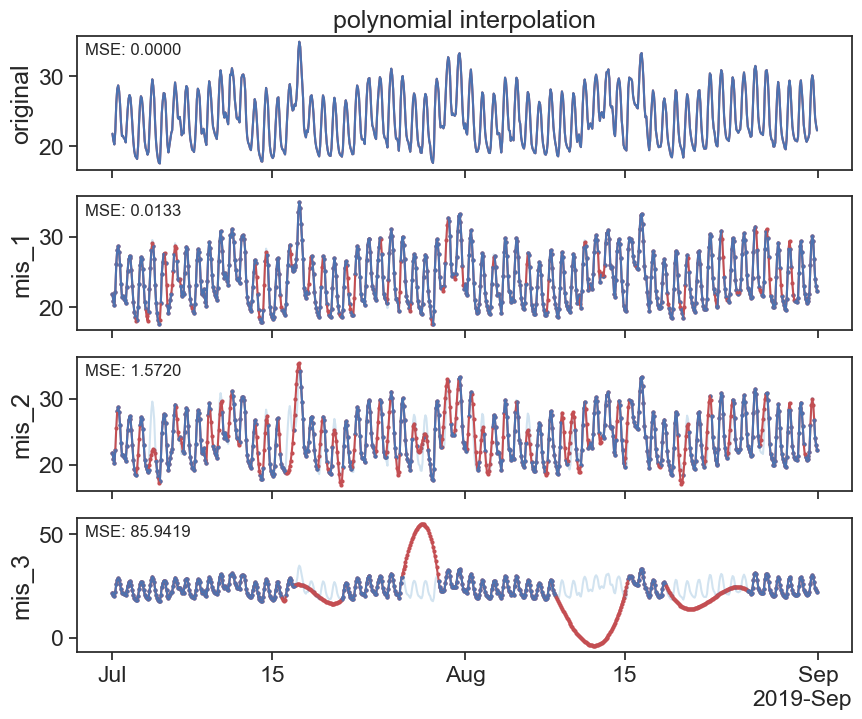 polynomial interpolation
MSE: 0.0000
original
30
20
MSE: 0.0133
mis_1
30
20
MSE: 1.5720
mis_2
30
20
MSE: 85.9419
mis_3
50
0
Jul 15 Aug 15 Sep
2019-Sep